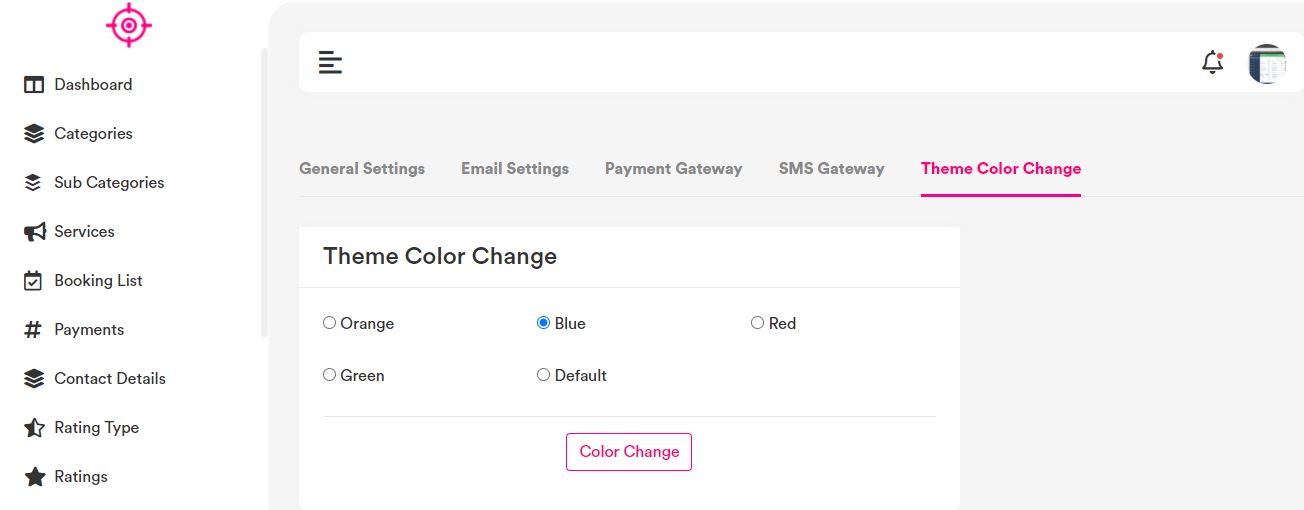 Dashboard
Categories
Sub Categories
Services
Booking List
Payments
Contact Details
Rating Type
Ratings
General Settings Email Settings Payment Gateway SMS Gateway Theme Color Change
Theme Color Change
Orange Blue Red
Green Default
Color Change